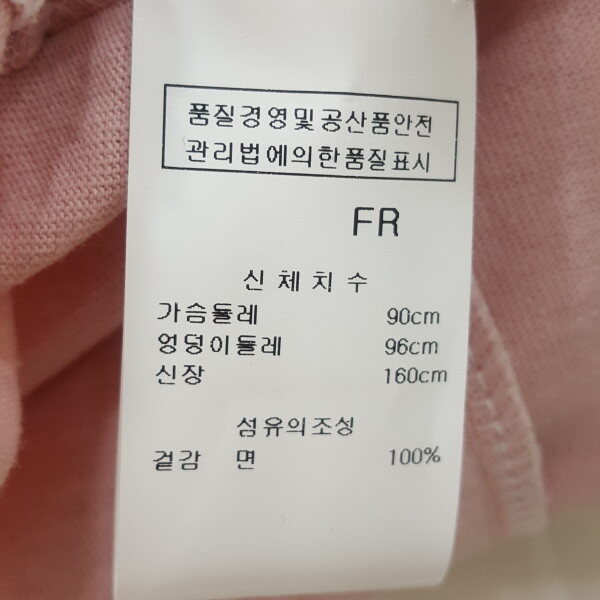 품질경영및공산품안전
관리법에의한품질표시
FR
신체치수
가슴둘레 90cm
엉덩이둘레 96cm
신장 160cm
섬유의조성
겉감 면 100%